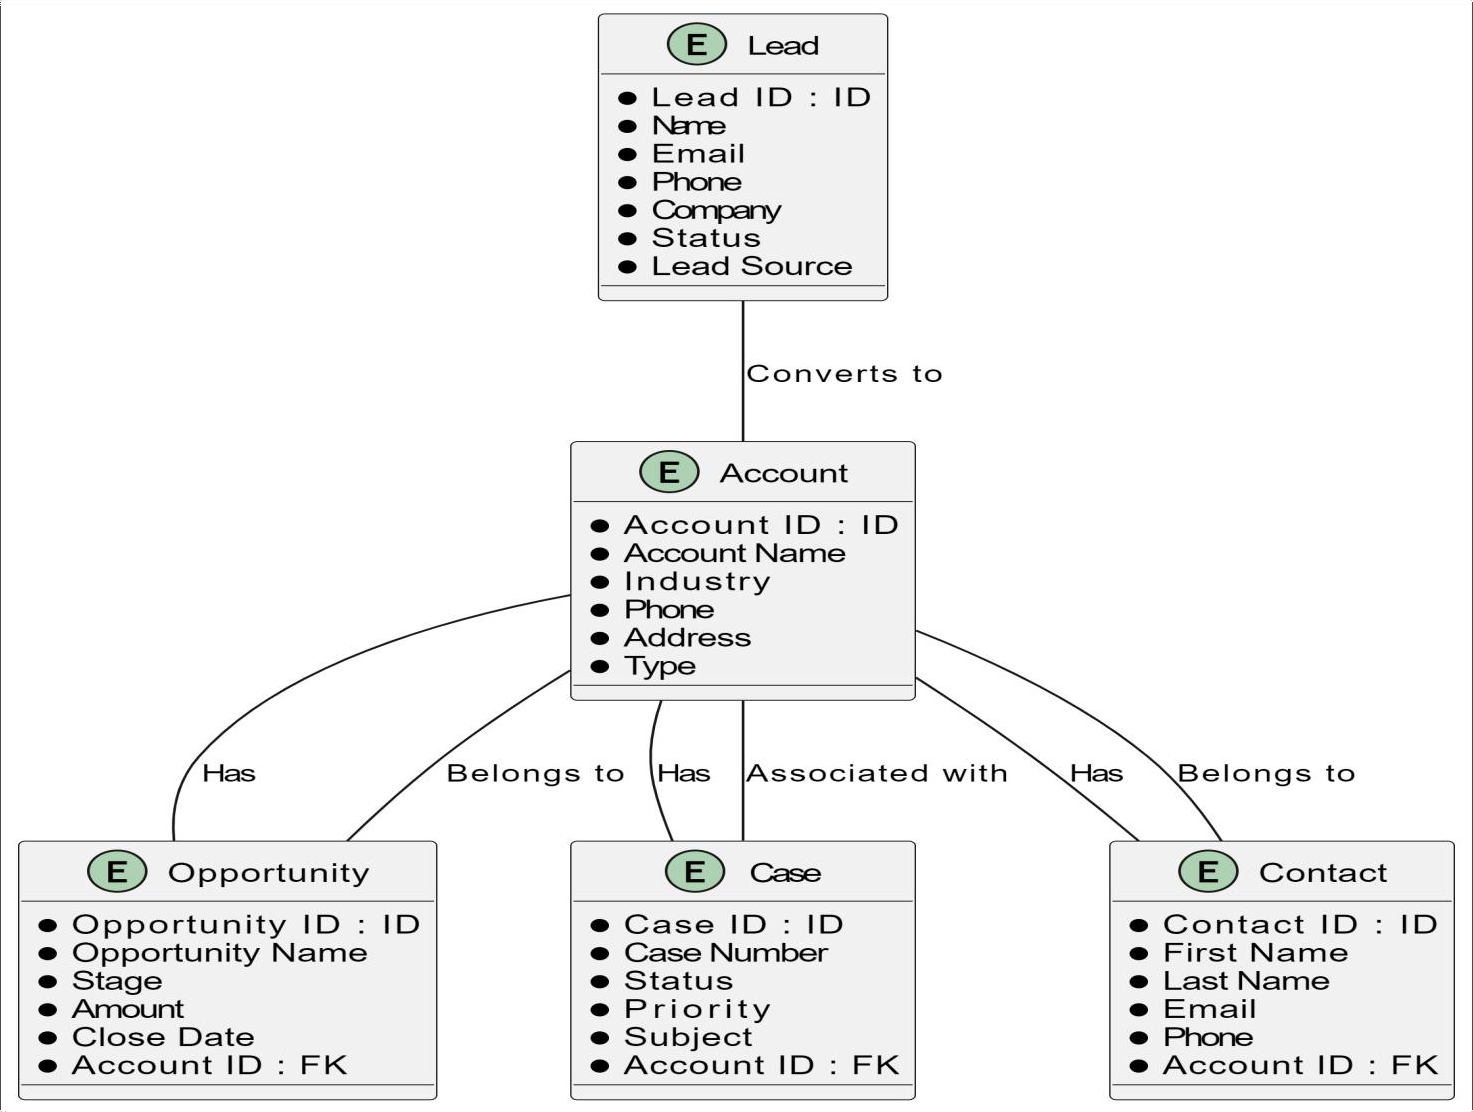 E Lead
Lead ID : ID
Name
Email
Phone
Company
Status
Lead Source
Converts to
E Account
Account ID : ID
Account Name
Industry
Phone
Address
Type
Has
Belongs to
Has
Associated with
Has
Belongs to
E Opportunity
Opportunity ID : ID
Opportunity Name
Stage
Amount
Close Date
Account ID : FK
E Case
Case ID : ID
Case Number
Status
Priority
Subject
Account ID : FK
E Contact
Contact ID : ID
First Name
Last Name
Email
Phone
Account ID : FK